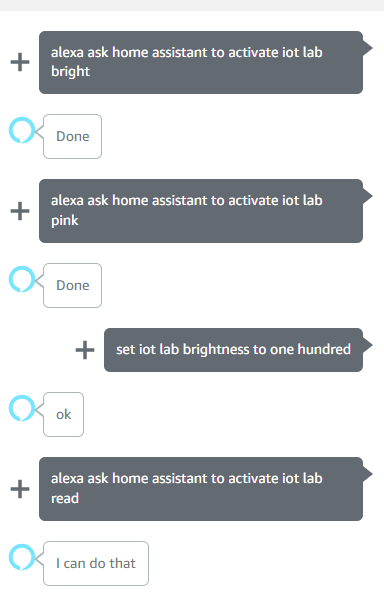 alexa ask home assistant to activate iot lab
bright
Done
alexa ask home assistant to activate iot lab
pink
Done
set iot lab brightness to one hundred
ok
alexa ask home assistant to activate iot lab
read
I can do that